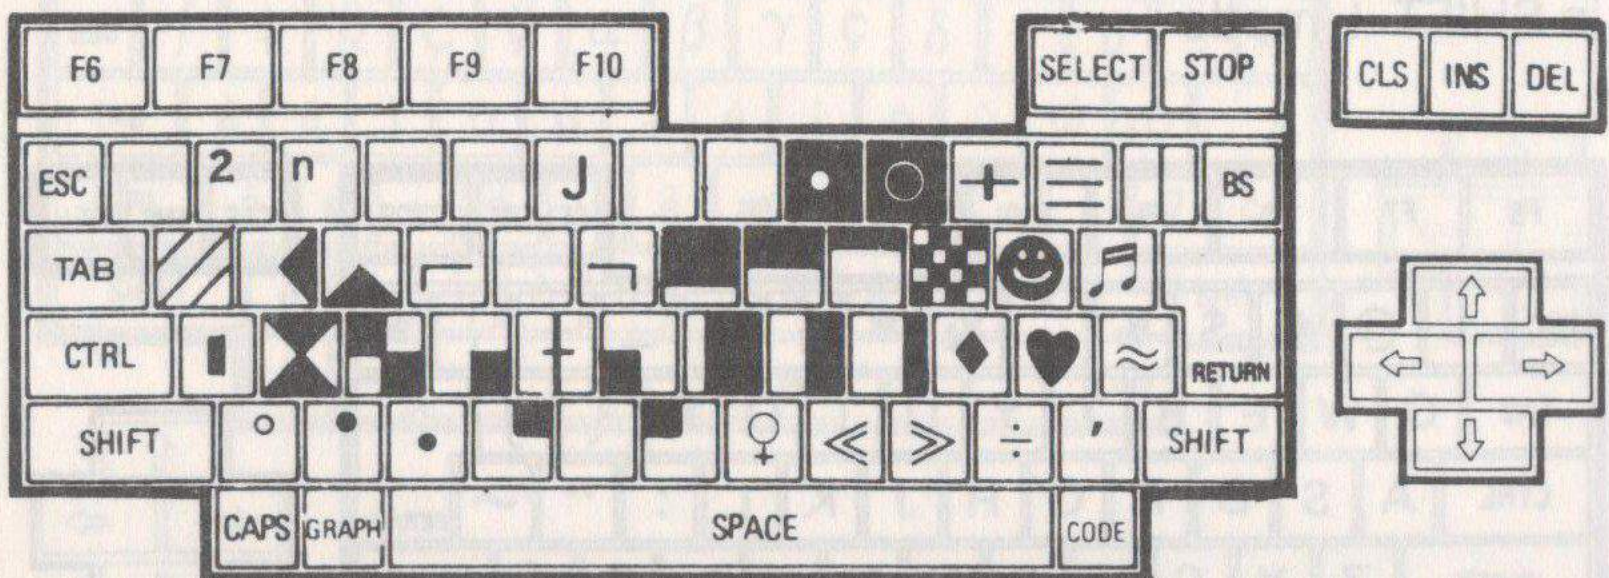 F6 F7 F8 F9 F10 SELECT STOP CLS INS DEL
ESC 2 n J + = BS
TAB
CTRL + RETURN
SHIFT ♀ ≪ ≫ ÷ ′ SHIFT
CAPS GRAPH SPACE CODE